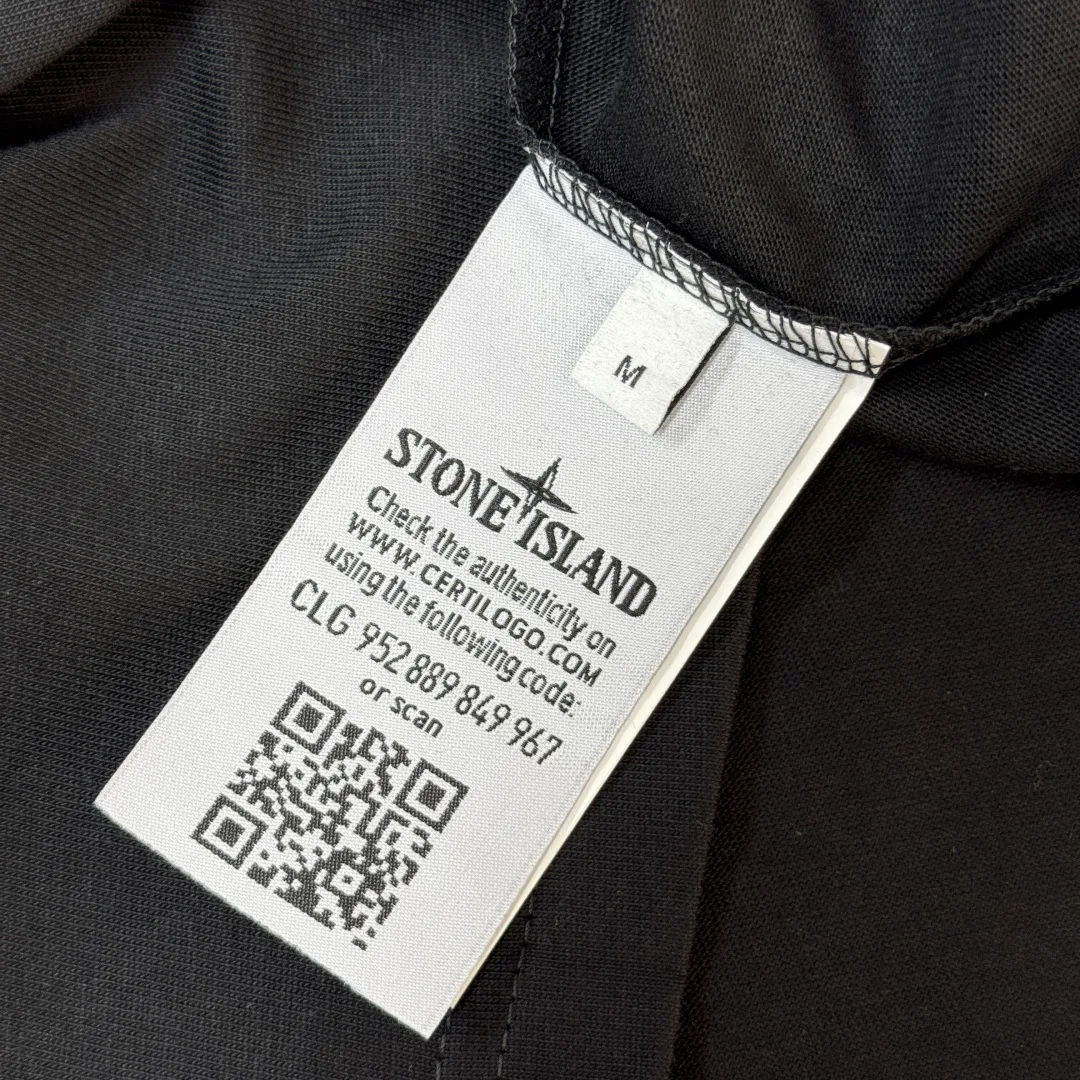 M
STONE ISLAND
Check the authenticity on
WWW.CERTILOGO.COM
using the following code:
CLG 952 889 849 967
or scan